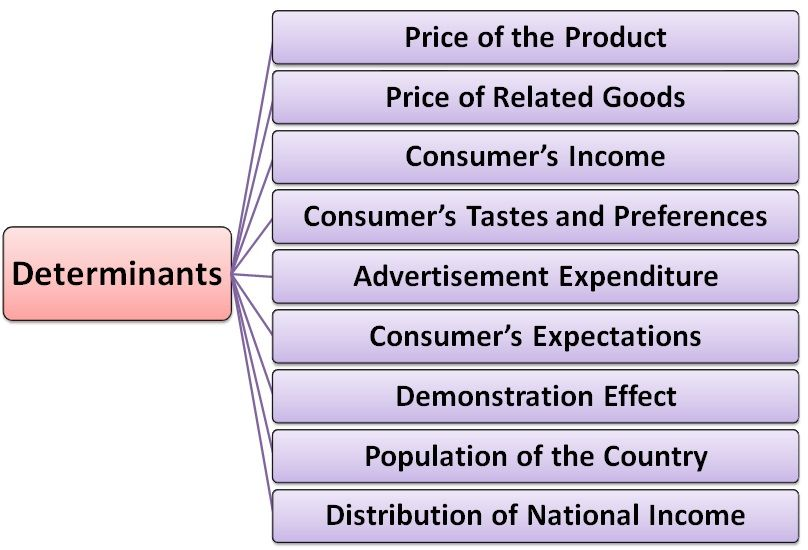 Determinants
Price of the Product
Price of Related Goods
Consumer’s Income
Consumer’s Tastes and Preferences
Advertisement Expenditure
Consumer’s Expectations
Demonstration Effect
Population of the Country
Distribution of National Income